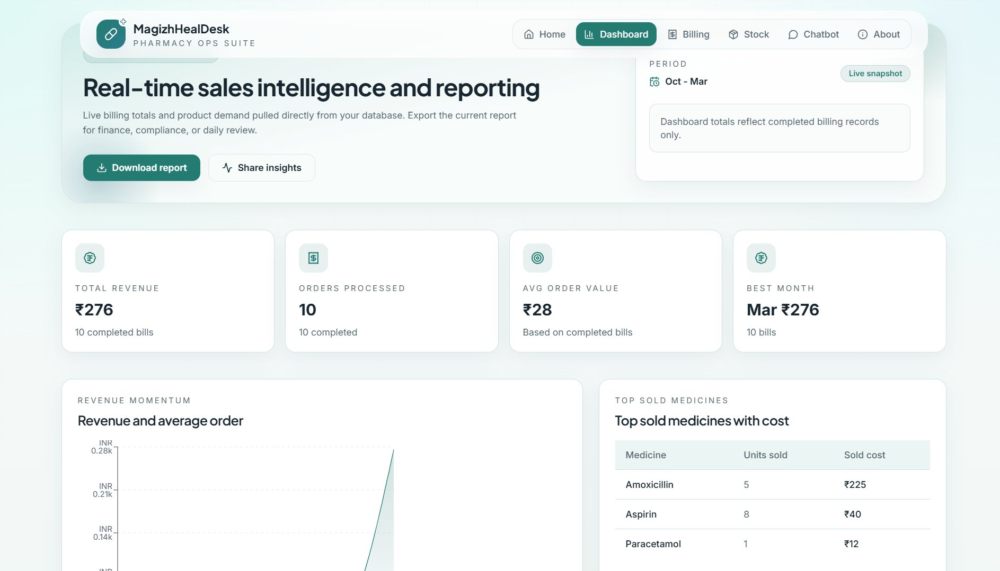 MagizhHealDesk
PHARMACY OPS SUITE
Home
Dashboard
Billing
Stock
Chatbot
About
Real-time sales intelligence and reporting
Live billing totals and product demand pulled directly from your database. Export the current report
for finance, compliance, or daily review.
Download report
Share insights
PERIOD
Oct - Mar
Live snapshot
Dashboard totals reflect completed billing records
only.
TOTAL REVENUE
₹276
10 completed bills
ORDERS PROCESSED
10
10 completed
AVG ORDER VALUE
₹28
Based on completed bills
BEST MONTH
Mar ₹276
10 bills
REVENUE MOMENTUM
Revenue and average order
INR
0.28k
INR
0.21k
INR
0.14k
INR
TOP SOLD MEDICINES
Top sold medicines with cost
Medicine Units sold Sold cost
Amoxicillin 5 ₹225
Aspirin 8 ₹40
Paracetamol 1 ₹12